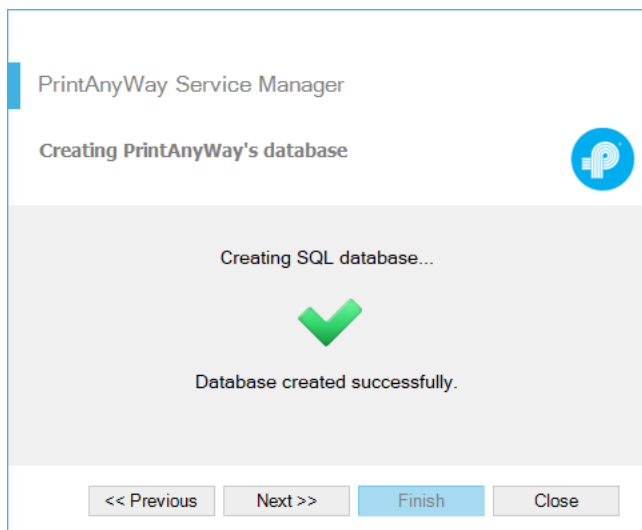 PrintAnyWay Service Manager
Creating PrintAnyWay's database
Creating SQL database...
Database created successfully.
<< Previous Next >> Finish Close